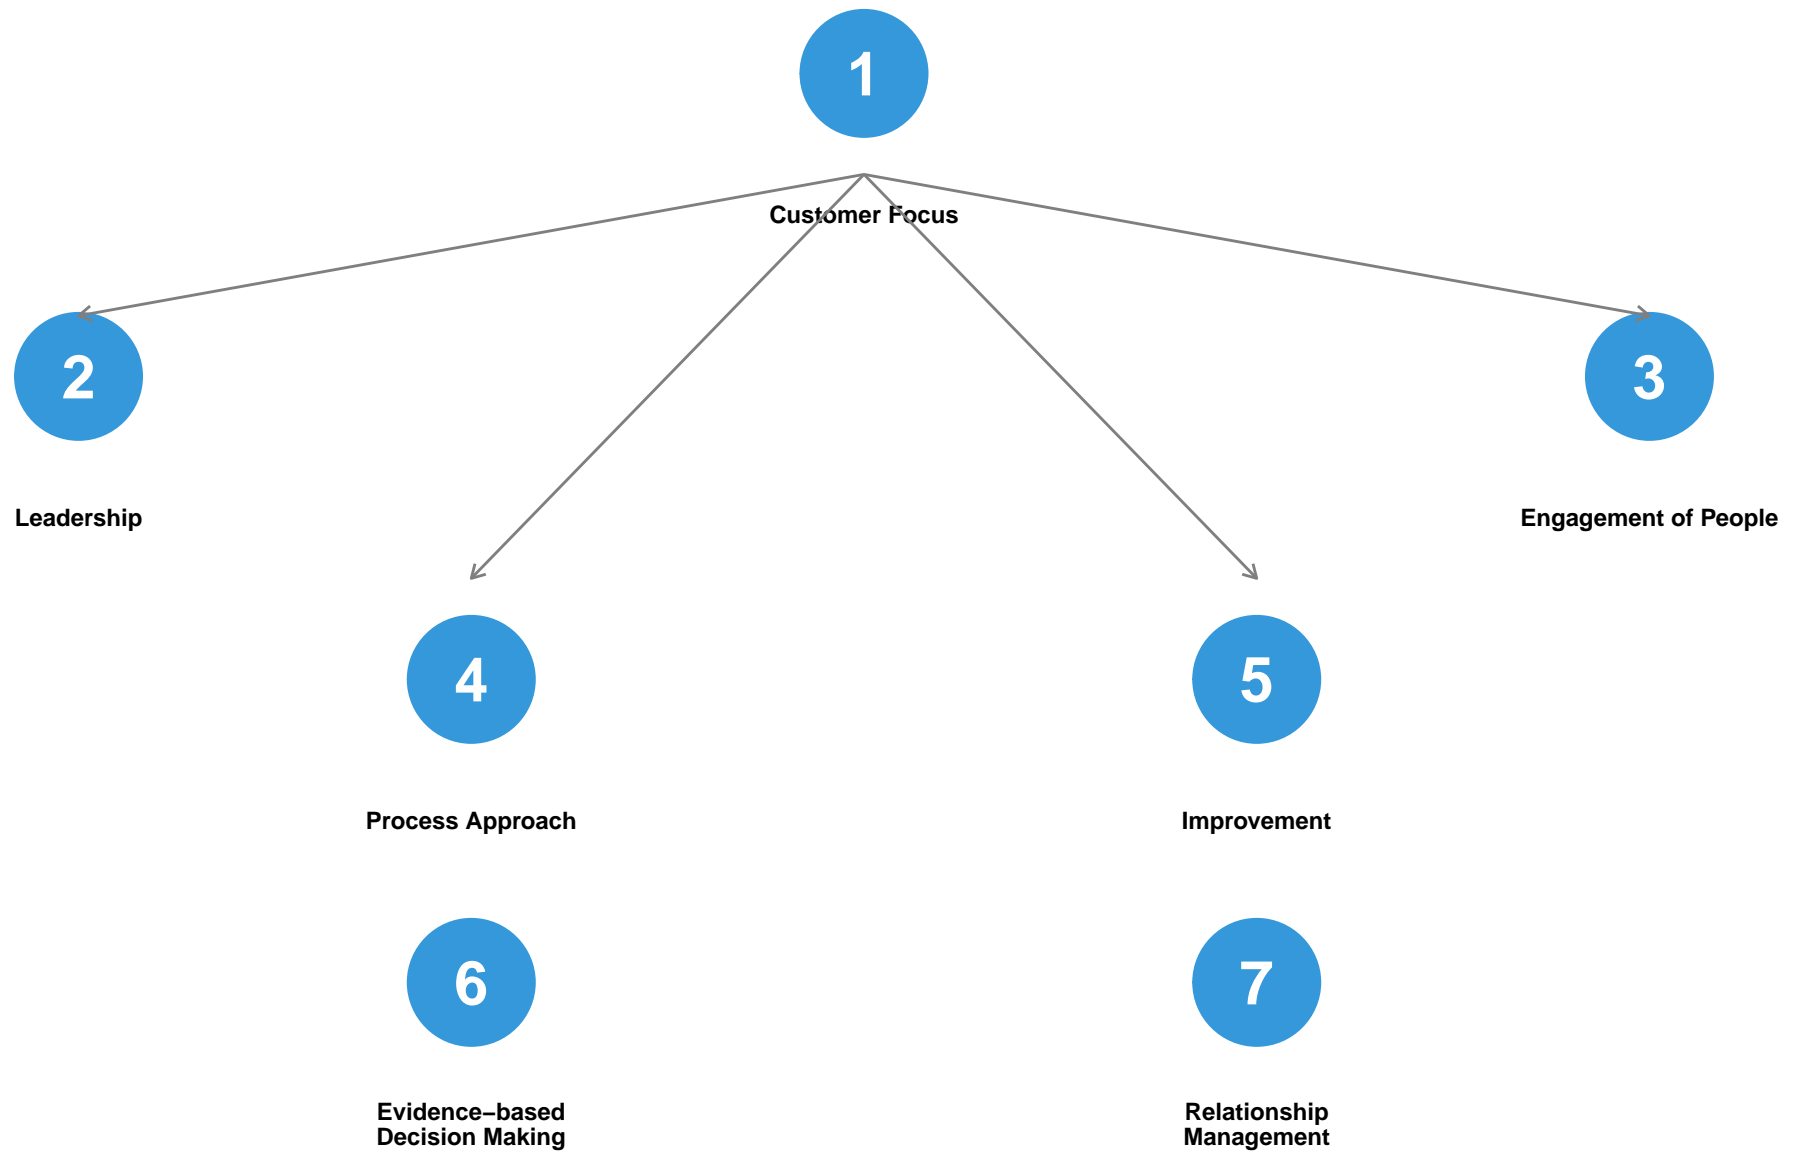 1
Customer Focus
2
3
Leadership
Engagement of People
4
5
Process Approach
Improvement
6
7
Evidence–based
Decision Making
Relationship
Management